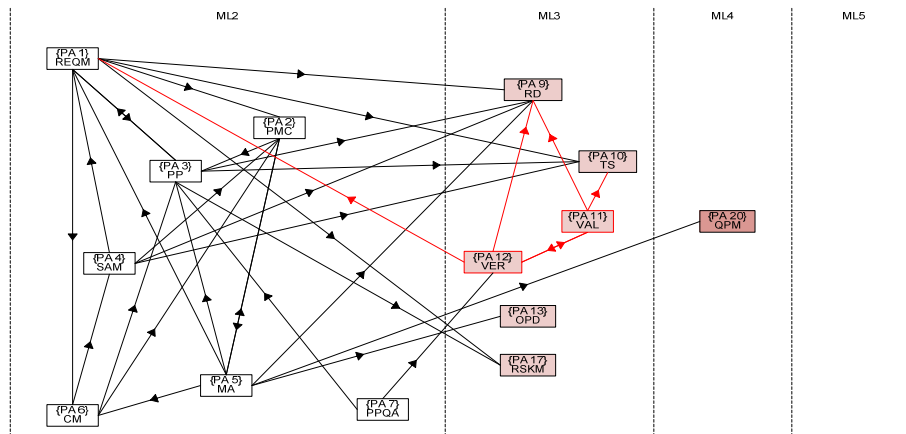 ML2
ML3
ML4
ML5
{PA 1}
REQM
{PA 9}
RD
{PA 2}
PMC
{PA 3}
PP
{PA 10}
TS
{PA 11}
VAL
{PA 20}
QPM
{PA 4}
SAM
{PA 12}
VER
{PA 13}
OPD
{PA 17}
RSKM
{PA 5}
MA
{PA 6}
CM
{PA 7}
PPQA